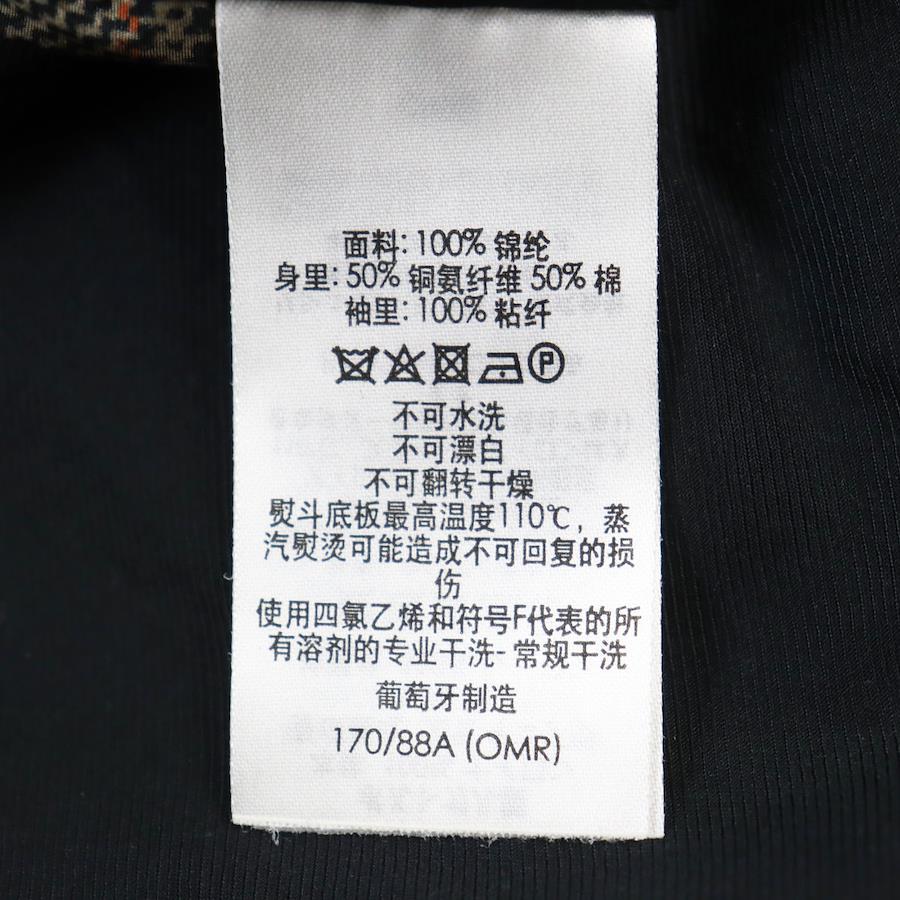 面料: 100% 锦纶
身里: 50% 铜氨纤维 50% 棉
袖里: 100% 粘纤
P
不可水洗
不可漂白
不可翻转干燥
熨斗底板最高温度110℃，蒸
汽熨烫可能造成不可回复的损
伤
使用四氯乙烯和符号F代表的所
有溶剂的专业干洗- 常规干洗
葡萄牙制造
170/88A (OMR)